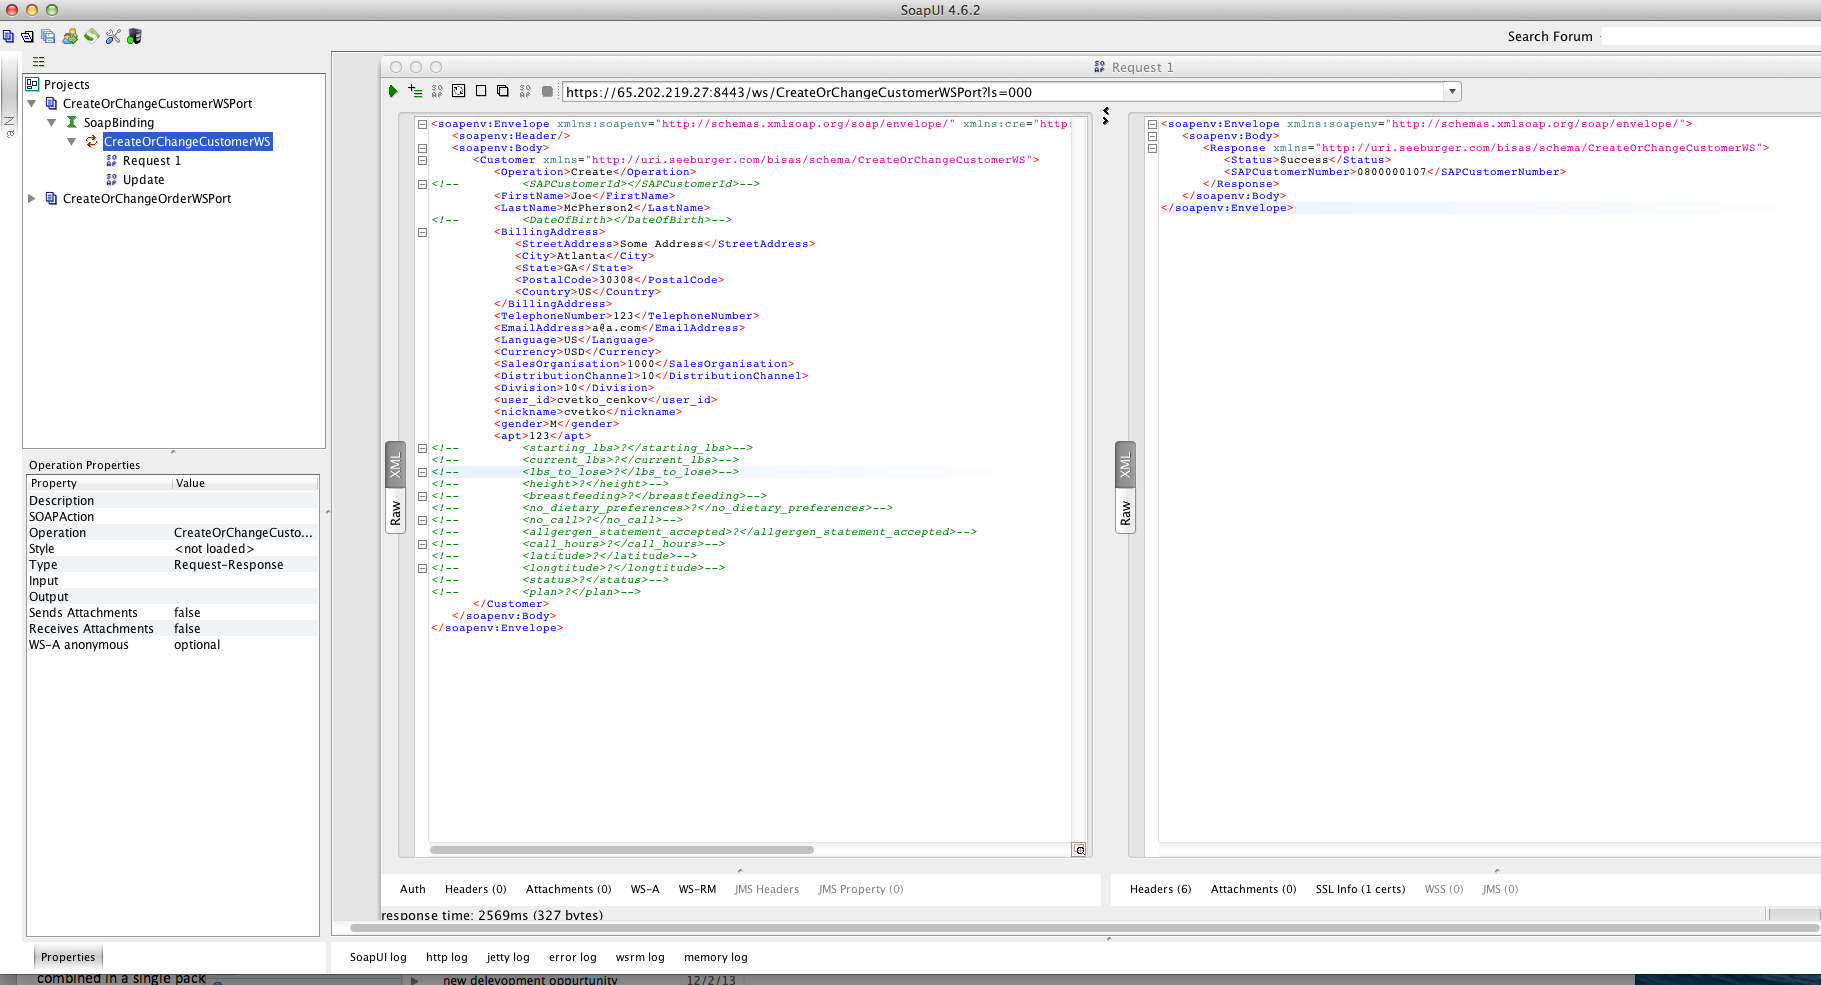 SoapUI 4.6.2
Search Forum
Projects
CreateOrChangeCustomerWSPort
SoapBinding
CreateOrChangeCustomerWS
Request 1
Update
CreateOrChangeOrderWSPort
Operation Properties
Property Value
Description
SOAPAction
Operation CreateOrChangeCusto...
Style <not loaded>
Type Request-Response
Input
Output
Sends Attachments false
Receives Attachments false
WS-A anonymous optional
Properties
Request 1
https://65.202.219.27:8443/ws/CreateOrChangeCustomerWSPort?ls=000
XML
Raw
<soapenv:Envelope xmlns:soapenv="http://schemas.xmlsoap.org/soap/envelope/" xmlns:cre="http:
<soapenv:Header/>
<soapenv:Body>
<Customer xmlns="http://uri.seeburger.com/bisas/schema/CreateOrChangeCustomerWS">
<Operation>Create</Operation>
<!-- <SAPCustomerId></SAPCustomerId>-->
<FirstName>Joe</FirstName>
<LastName>McPherson2</LastName>
<!-- <DateOfBirth></DateOfBirth>-->
<BillingAddress>
<StreetAddress>Some Address</StreetAddress>
<City>Atlanta</City>
<State>GA</State>
<PostalCode>30308</PostalCode>
<Country>US</Country>
</BillingAddress>
<TelephoneNumber>123</TelephoneNumber>
<EmailAddress>a@a.com</EmailAddress>
<Language>US</Language>
<Currency>USD</Currency>
<SalesOrganisation>1000</SalesOrganisation>
<DistributionChannel>10</DistributionChannel>
<Division>10</Division>
<user_id>cvetko_cenkov</user_id>
<nickname>cvetko</nickname>
<gender>M</gender>
<apt>123</apt>
<!-- <starting_lbs>?</starting_lbs>-->
<!-- <current_lbs>?</current_lbs>-->
<!-- <lbs_to_lose>?</lbs_to_lose>-->
<!-- <height>?</height>-->
<!-- <breastfeeding>?</breastfeeding>-->
<!-- <no_dietary_preferences>?</no_dietary_preferences>-->
<!-- <no_call>?</no_call>-->
<!-- <allgergen_statement_accepted>?</allgergen_statement_accepted>-->
<!-- <call_hours>?</call_hours>-->
<!-- <latitude>?</latitude>-->
<!-- <longtitude>?</longtitude>-->
<!-- <status>?</status>-->
<!-- <plan>?</plan>-->
</Customer>
</soapenv:Body>
</soapenv:Envelope>
XML
Raw
<soapenv:Envelope xmlns:soapenv="http://schemas.xmlsoap.org/soap/envelope/">
<soapenv:Body>
<Response xmlns="http://uri.seeburger.com/bisas/schema/CreateOrChangeCustomerWS">
<Status>Success</Status>
<SAPCustomerNumber>0800000107</SAPCustomerNumber>
</Response>
</soapenv:Body>
</soapenv:Envelope>
Auth Headers (0) Attachments (0) WS-A WS-RM JMS Headers JMS Property (0)
Headers (6) Attachments (0) SSL Info (1 certs) WSS (0) JMS (0)
response time: 2569ms (327 bytes)
SoapUI log http log jetty log error log wsrm log memory log
combined in a single pack
new delevopment oppurtunity 12/2/13